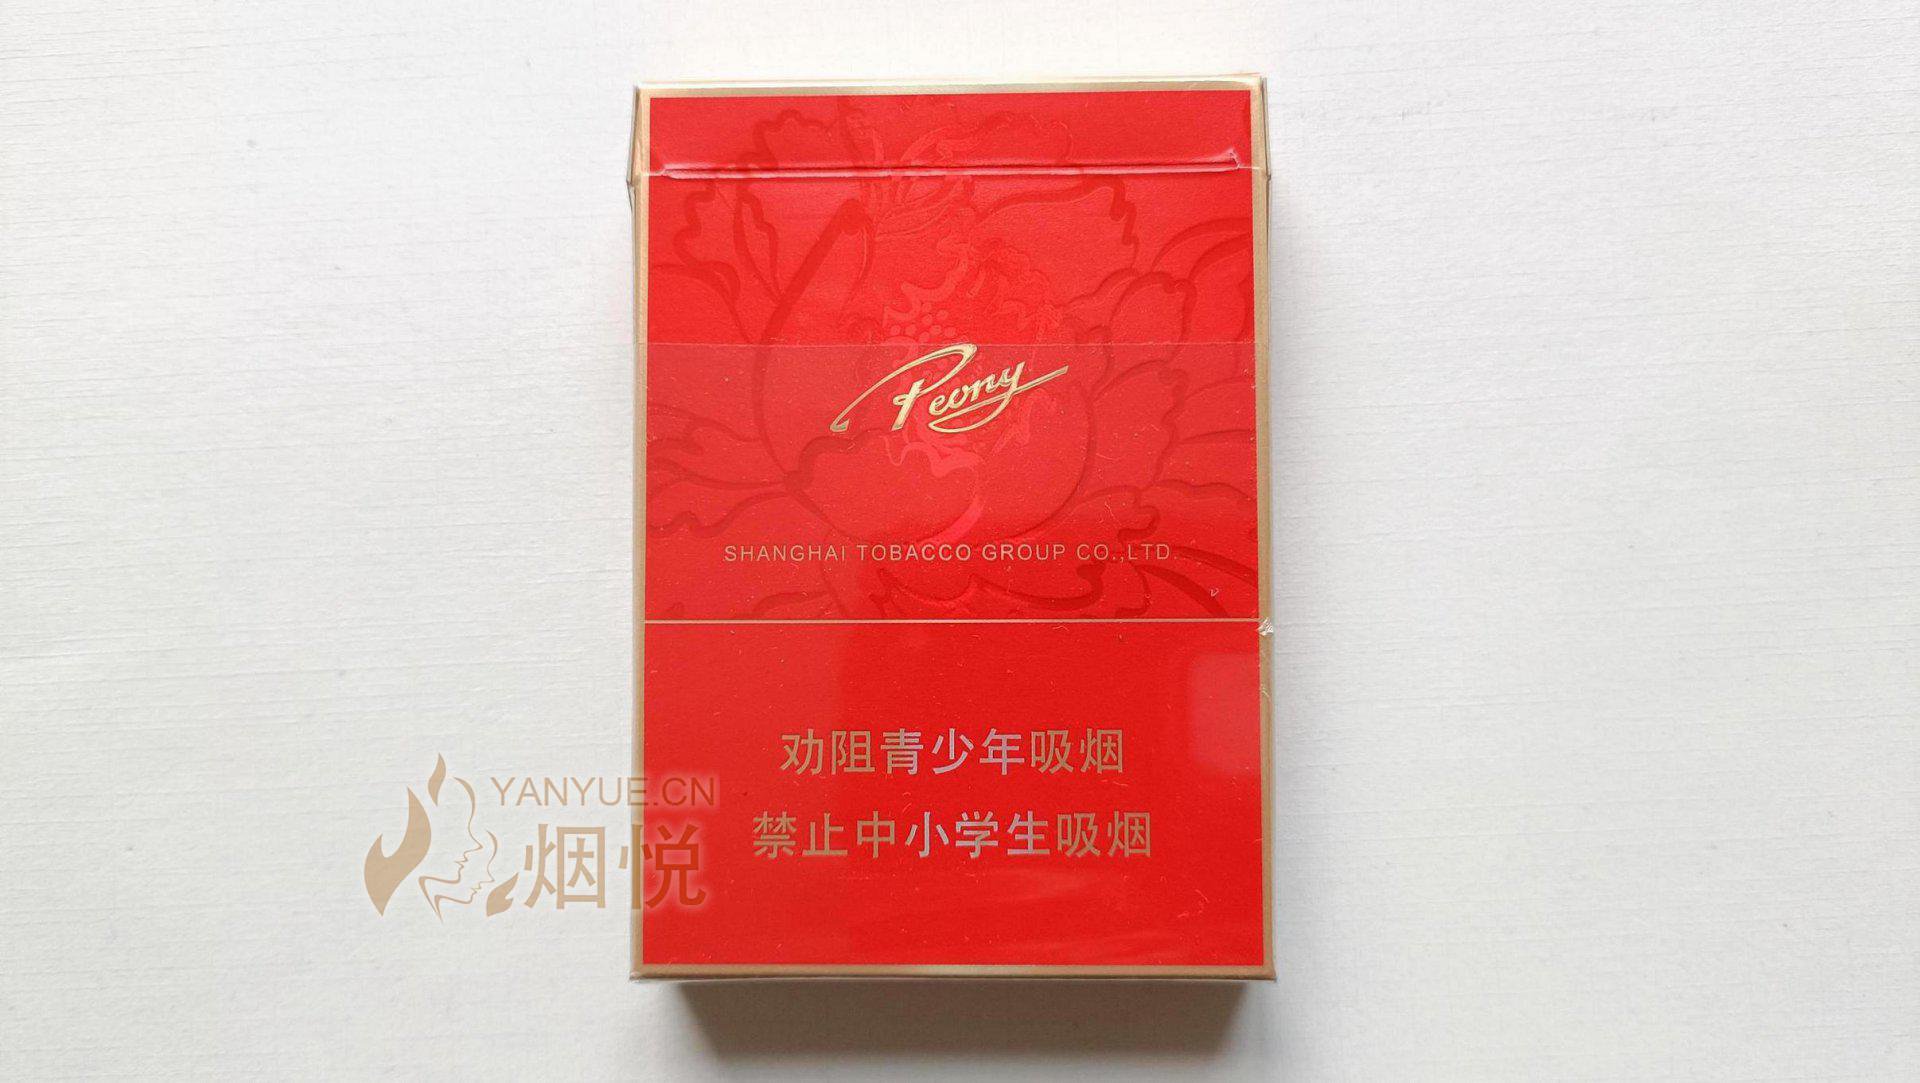 Peony
SHANGHAI TOBACCO GROUP CO.,LTD.
劝阻青少年吸烟
禁止中小学生吸烟
YANYUE.CN
烟悦